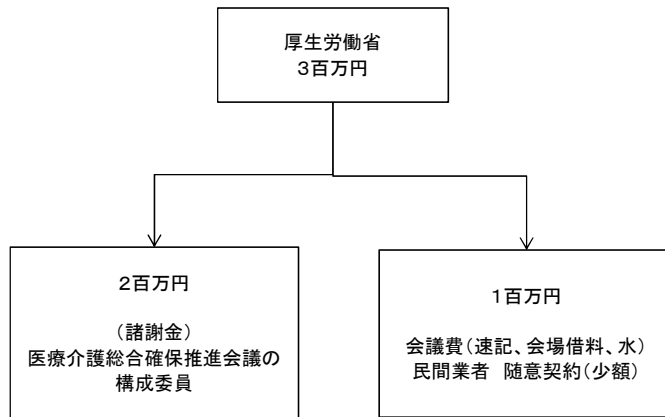 厚生労働省
３百万円
２百万円
（諸謝金）
医療介護総合確保推進会議の
構成委員
１百万円
会議費（速記、会場借料、水）
民間業者　随意契約（少額）